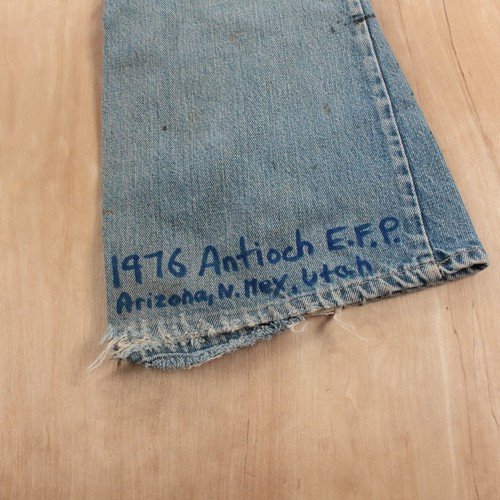 1976 Antioch E.F.P.
Arizona, N. Mex, Utah